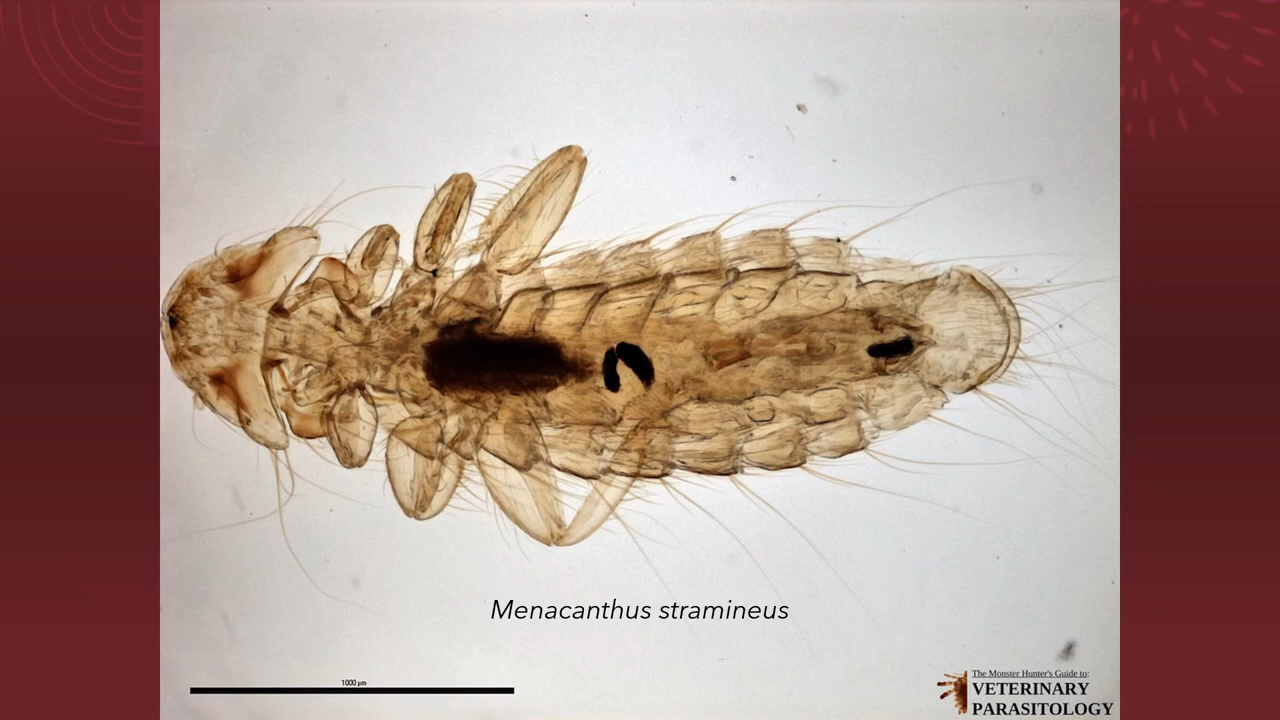 Menacanthus stramineus
1000 µm
The Monster Hunter's Guide to:
VETERINARY
PARASITOLOGY